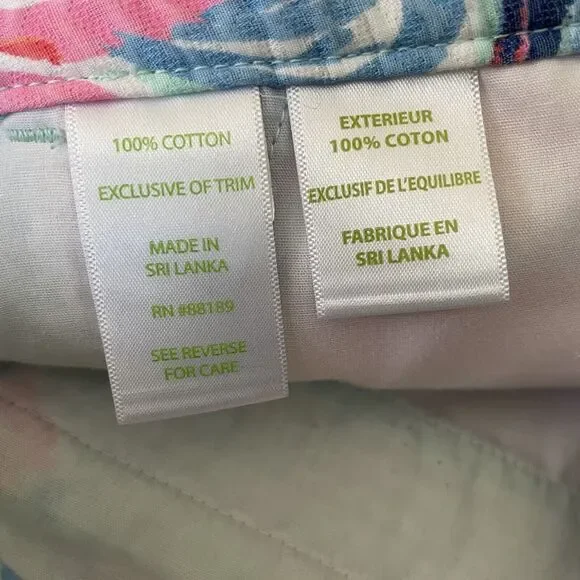 100% COTTON
EXCLUSIVE OF TRIM
MADE IN
SRI LANKA
RN #88189
SEE REVERSE
FOR CARE
EXTERIEUR
100% COTON
EXCLUSIF DE L'EQUILIBRE
FABRIQUE EN
SRI LANKA